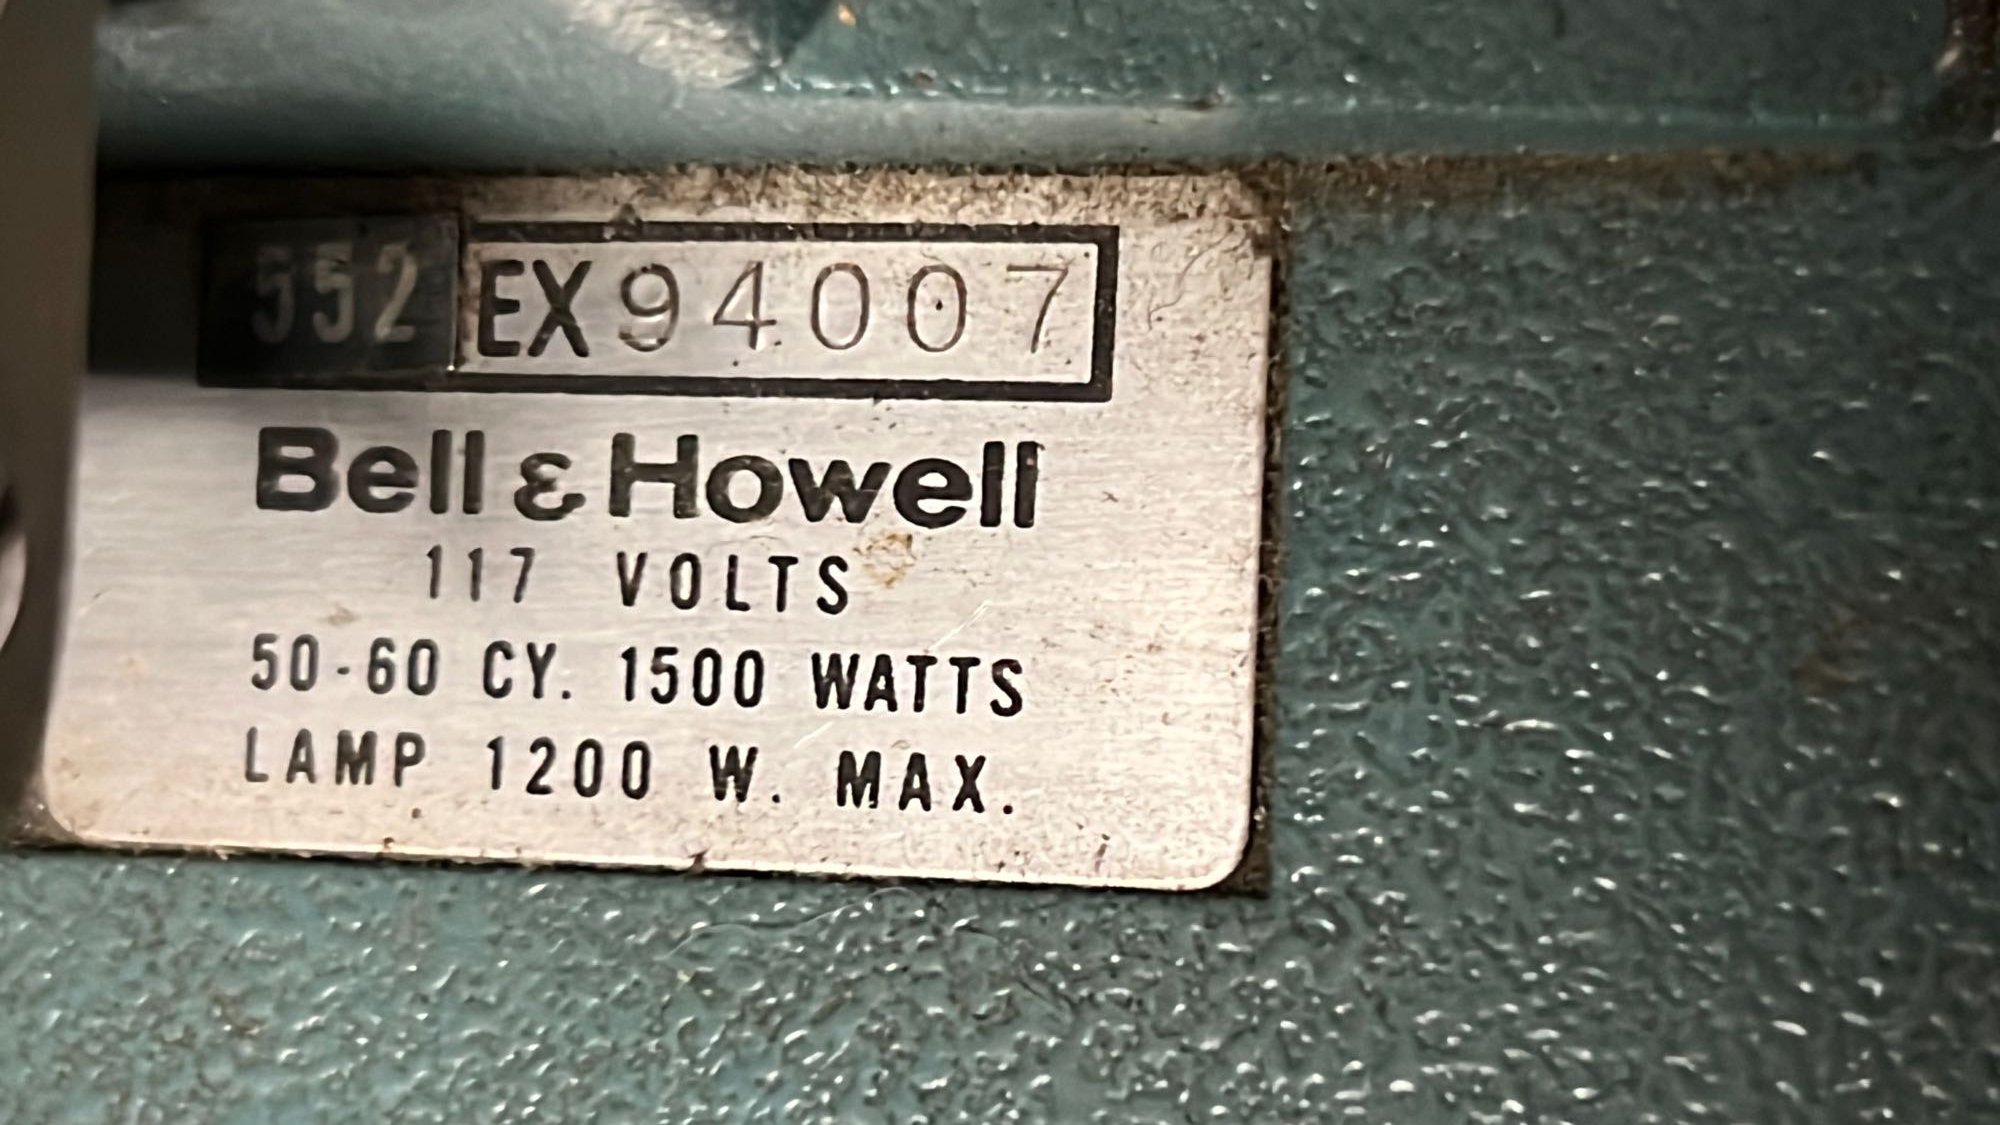 552 EX94007
Bell & Howell
117 VOLTS
50-60 CY. 1500 WATTS
LAMP 1200 W. MAX.